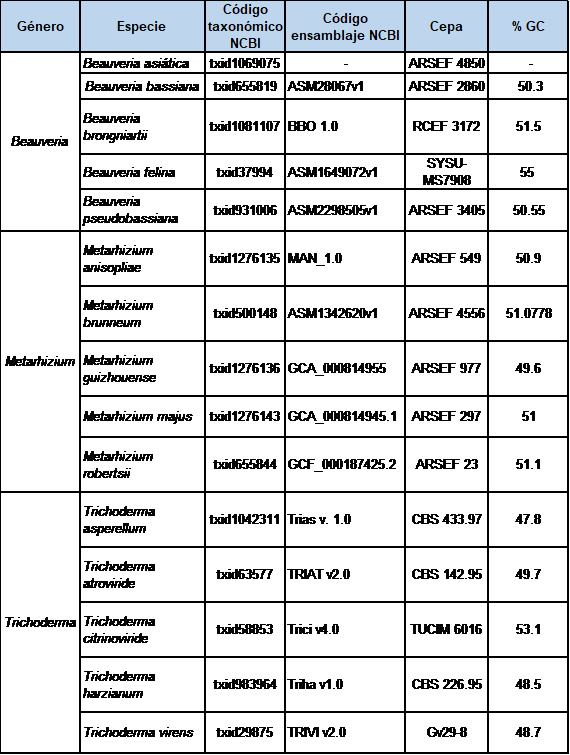 Género Especie Código taxonómico NCBI Código ensamblaje NCBI Cepa % GC
Beauveria
Beauveria asiática txid1069075 - ARSEF 4850 -
Beauveria bassiana txid655819 ASM28067v1 ARSEF 2860 50.3
Beauveria brongniartii txid1081107 BBO 1.0 RCEF 3172 51.5
Beauveria felina txid37994 ASM1649072v1 SYSU-MS7908 55
Beauveria pseudobassiana txid931006 ASM2298505v1 ARSEF 3405 50.55
Metarhizium
Metarhizium anisopliae txid1276135 MAN_1.0 ARSEF 549 50.9
Metarhizium brunneum txid500148 ASM1342620v1 ARSEF 4556 51.0778
Metarhizium guizhouense txid1276136 GCA_000814955 ARSEF 977 49.6
Metarhizium majus txid1276143 GCA_000814945.1 ARSEF 297 51
Metarhizium robertsii txid655844 GCF_000187425.2 ARSEF 23 51.1
Trichoderma
Trichoderma asperellum txid1042311 Trias v. 1.0 CBS 433.97 47.8
Trichoderma atroviride txid63577 TRIAT v2.0 CBS 142.95 49.7
Trichoderma citrinoviride txid58853 Trici v4.0 TUCIM 6016 53.1
Trichoderma harzianum txid983964 Triha v1.0 CBS 226.95 48.5
Trichoderma virens txid29875 TRIVI v2.0 Gv29-8 48.7